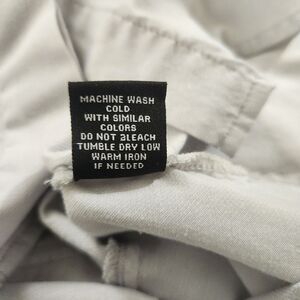 MACHINE WASH
COLD
WITH SIMILAR
COLORS
DO NOT BLEACH
TUMBLE DRY LOW
WARM IRON
IF NEEDED